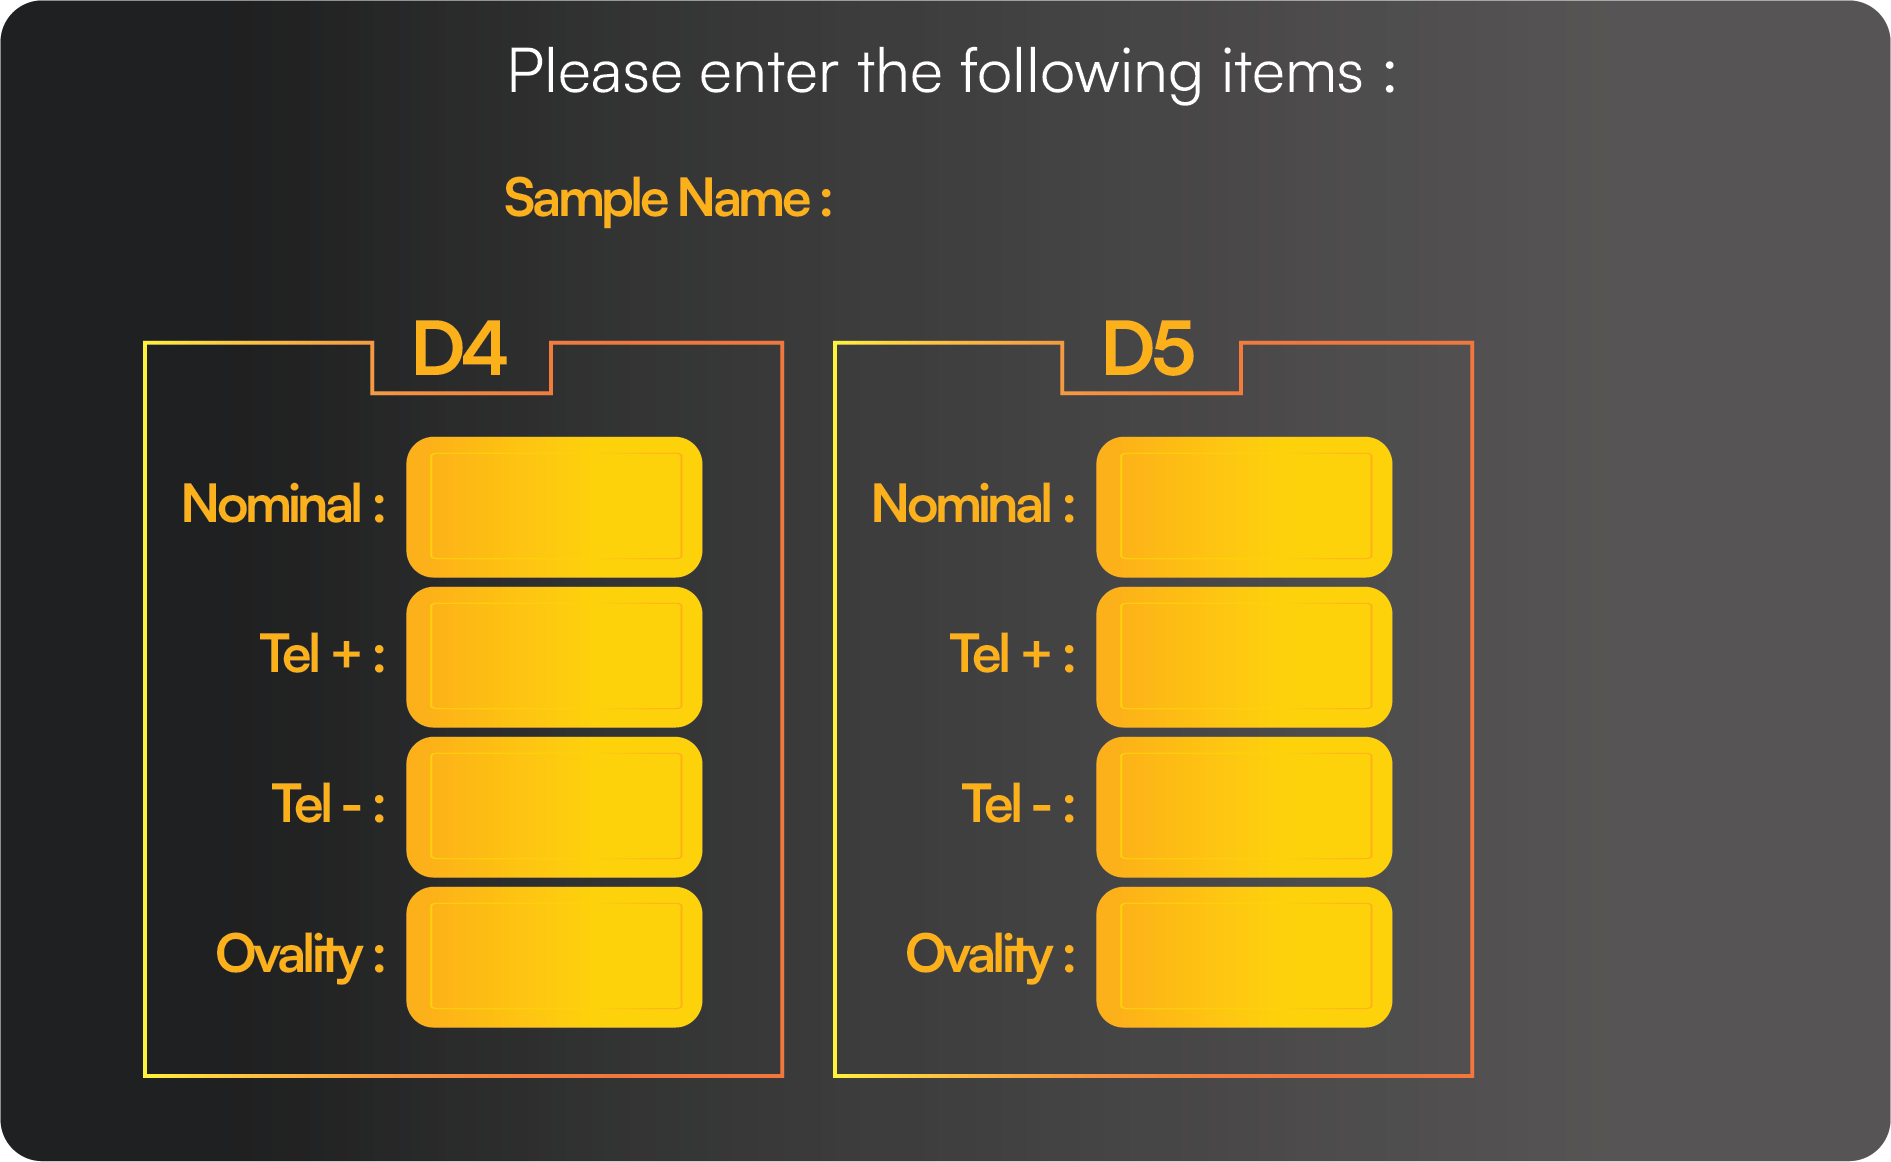 Please enter the following items :
Sample Name :
D4
Nominal :
Tel + :
Tel - :
Ovality :
D5
Nominal :
Tel + :
Tel - :
Ovality :